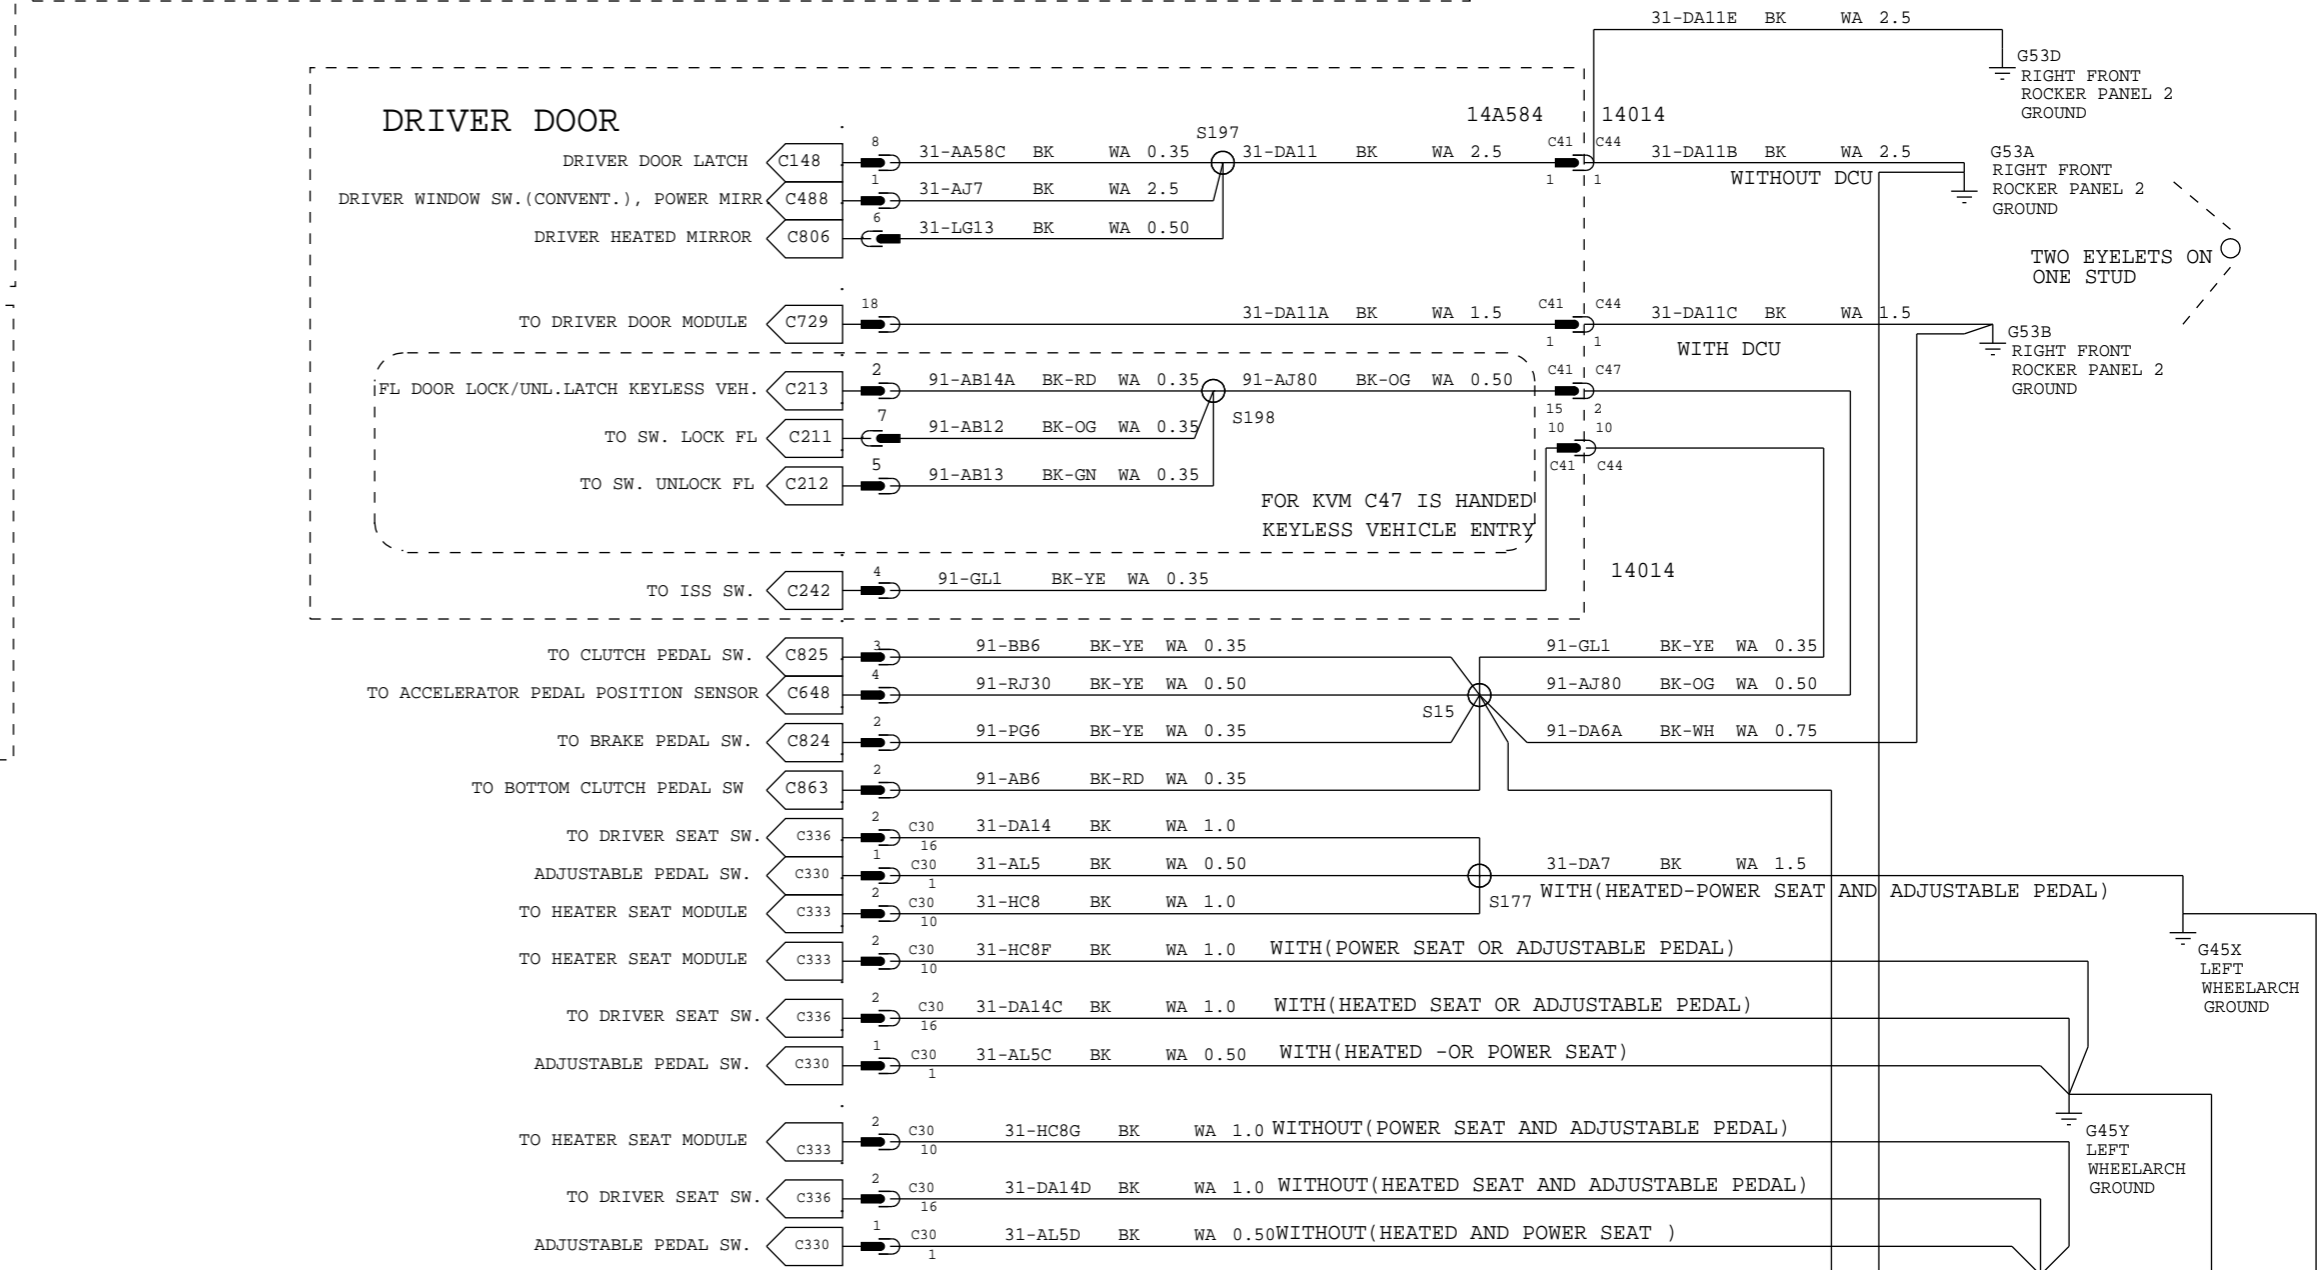 31-DA11E BK WA 2.5
G53D
RIGHT FRONT
ROCKER PANEL 2
GROUND
DRIVER DOOR
14A584 14014
DRIVER DOOR LATCH C148 8 31-AA58C BK WA 0.35 S197 31-DA11 BK WA 2.5 C41 C44 31-DA11B BK WA 2.5
1 1
WITHOUT DCU
G53A
RIGHT FRONT
ROCKER PANEL 2
GROUND
DRIVER WINDOW SW.(CONVENT.), POWER MIRR C488 1 31-AJ7 BK WA 2.5
DRIVER HEATED MIRROR C806 6 31-LG13 BK WA 0.50
TWO EYELETS ON
ONE STUD
TO DRIVER DOOR MODULE C729 18 31-DA11A BK WA 1.5 C41 C44 31-DA11C BK WA 1.5
1 1
WITH DCU
G53B
RIGHT FRONT
ROCKER PANEL 2
GROUND
FL DOOR LOCK/UNL.LATCH KEYLESS VEH. C213 2 91-AB14A BK-RD WA 0.35 91-AJ80 BK-OG WA 0.50 C41 C47
S198
15 2
TO SW. LOCK FL C211 7 91-AB12 BK-OG WA 0.35
10 10
C41 C44
TO SW. UNLOCK FL C212 5 91-AB13 BK-GN WA 0.35
FOR KVM C47 IS HANDED
KEYLESS VEHICLE ENTRY
14014
TO ISS SW. C242 4 91-GL1 BK-YE WA 0.35
TO CLUTCH PEDAL SW. C825 3 91-BB6 BK-YE WA 0.35 91-GL1 BK-YE WA 0.35
TO ACCELERATOR PEDAL POSITION SENSOR C648 4 91-RJ30 BK-YE WA 0.50 91-AJ80 BK-OG WA 0.50
S15
TO BRAKE PEDAL SW. C824 2 91-PG6 BK-YE WA 0.35 91-DA6A BK-WH WA 0.75
TO BOTTOM CLUTCH PEDAL SW C863 2 91-AB6 BK-RD WA 0.35
TO DRIVER SEAT SW. C336 2 C30 16 31-DA14 BK WA 1.0
ADJUSTABLE PEDAL SW. C330 1 C30 1 31-AL5 BK WA 0.50 31-DA7 BK WA 1.5
S177 WITH(HEATED-POWER SEAT AND ADJUSTABLE PEDAL)
TO HEATER SEAT MODULE C333 2 C30 10 31-HC8 BK WA 1.0
G45X
LEFT
WHEELARCH
GROUND
TO HEATER SEAT MODULE C333 2 C30 10 31-HC8F BK WA 1.0 WITH(POWER SEAT OR ADJUSTABLE PEDAL)
TO DRIVER SEAT SW. C336 2 C30 16 31-DA14C BK WA 1.0 WITH(HEATED SEAT OR ADJUSTABLE PEDAL)
ADJUSTABLE PEDAL SW. C330 1 C30 1 31-AL5C BK WA 0.50 WITH(HEATED -OR POWER SEAT)
G45Y
LEFT
WHEELARCH
GROUND
TO HEATER SEAT MODULE C333 2 C30 10 31-HC8G BK WA 1.0 WITHOUT(POWER SEAT AND ADJUSTABLE PEDAL)
TO DRIVER SEAT SW. C336 2 C30 16 31-DA14D BK WA 1.0 WITHOUT(HEATED SEAT AND ADJUSTABLE PEDAL)
ADJUSTABLE PEDAL SW. C330 1 C30 1 31-AL5D BK WA 0.50 WITHOUT(HEATED AND POWER SEAT )